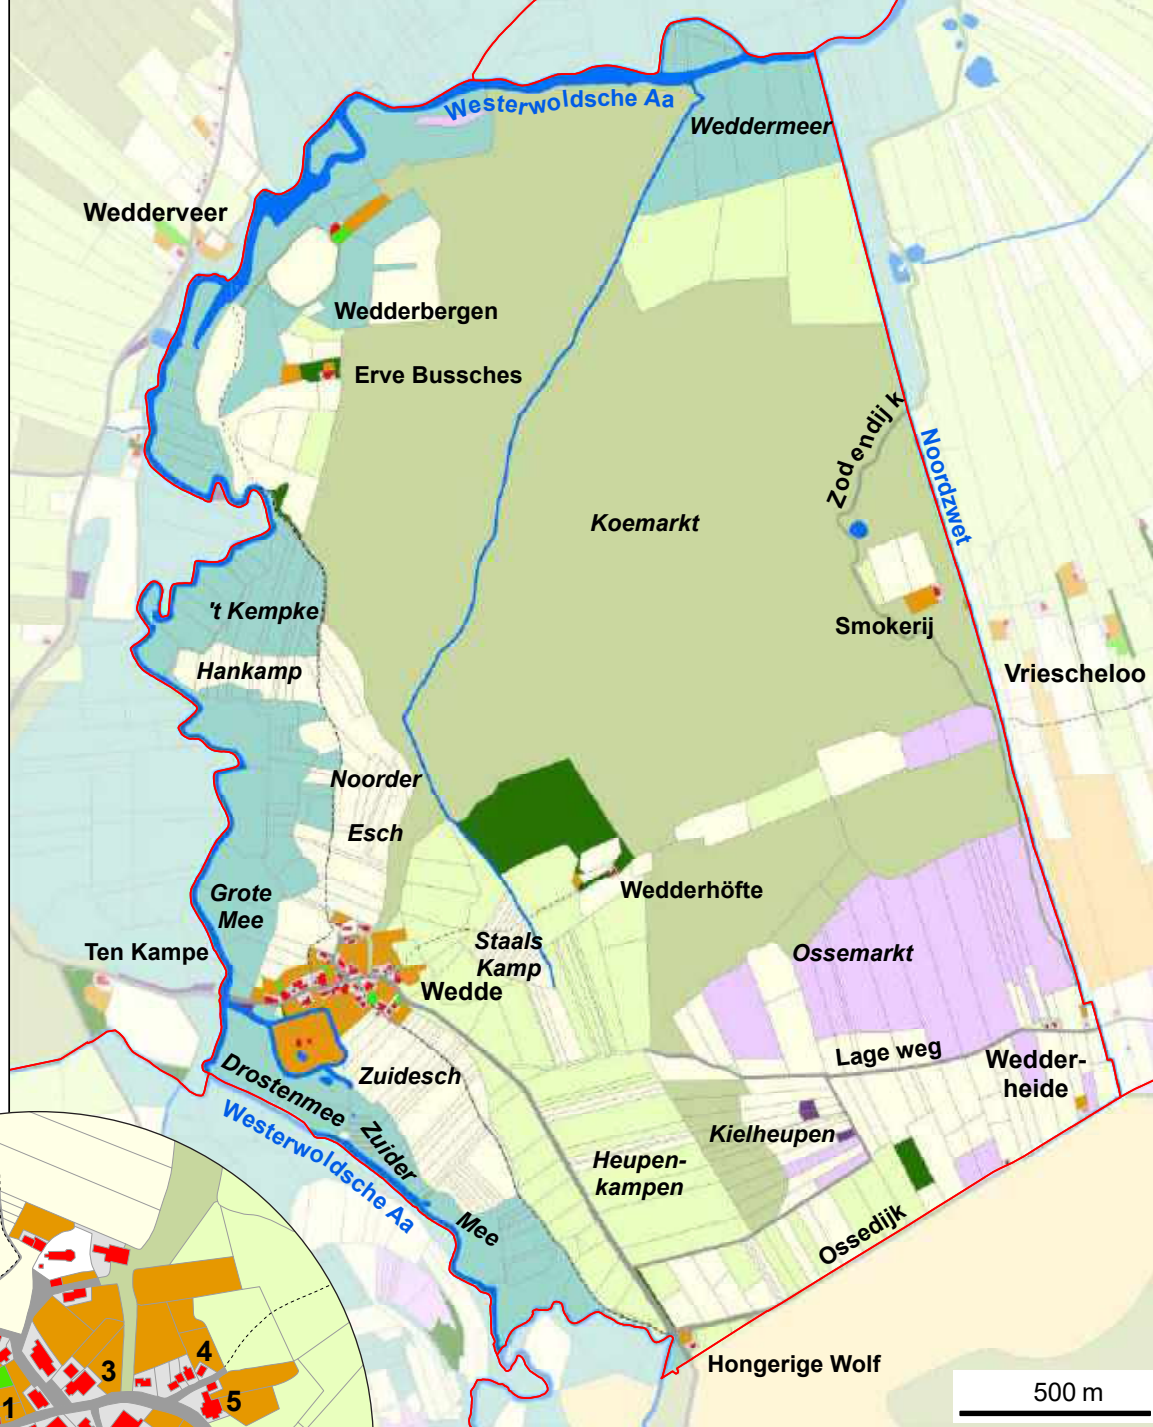 Westerwoldsche Aa
Weddermeer
Wedderveer
Wedderbergen
Erve Bussches
Zodendijk
Noordzwet
Koemarkt
't Kempke
Smokerij
Hankamp
Vriescheloo
Noorder
Esch
Wedderhöfte
Grote
Mee
Staals
Kamp
Ossemarkt
Ten Kampe
Wedde
Lage weg
Wedder-
heide
Drostenmee
Zuidesch
Westerwoldsche Aa
Zuider
Mee
Kielheupen
Heupen-
kampen
Ossedijk
Hongerige Wolf
500 m
3
4
1
5